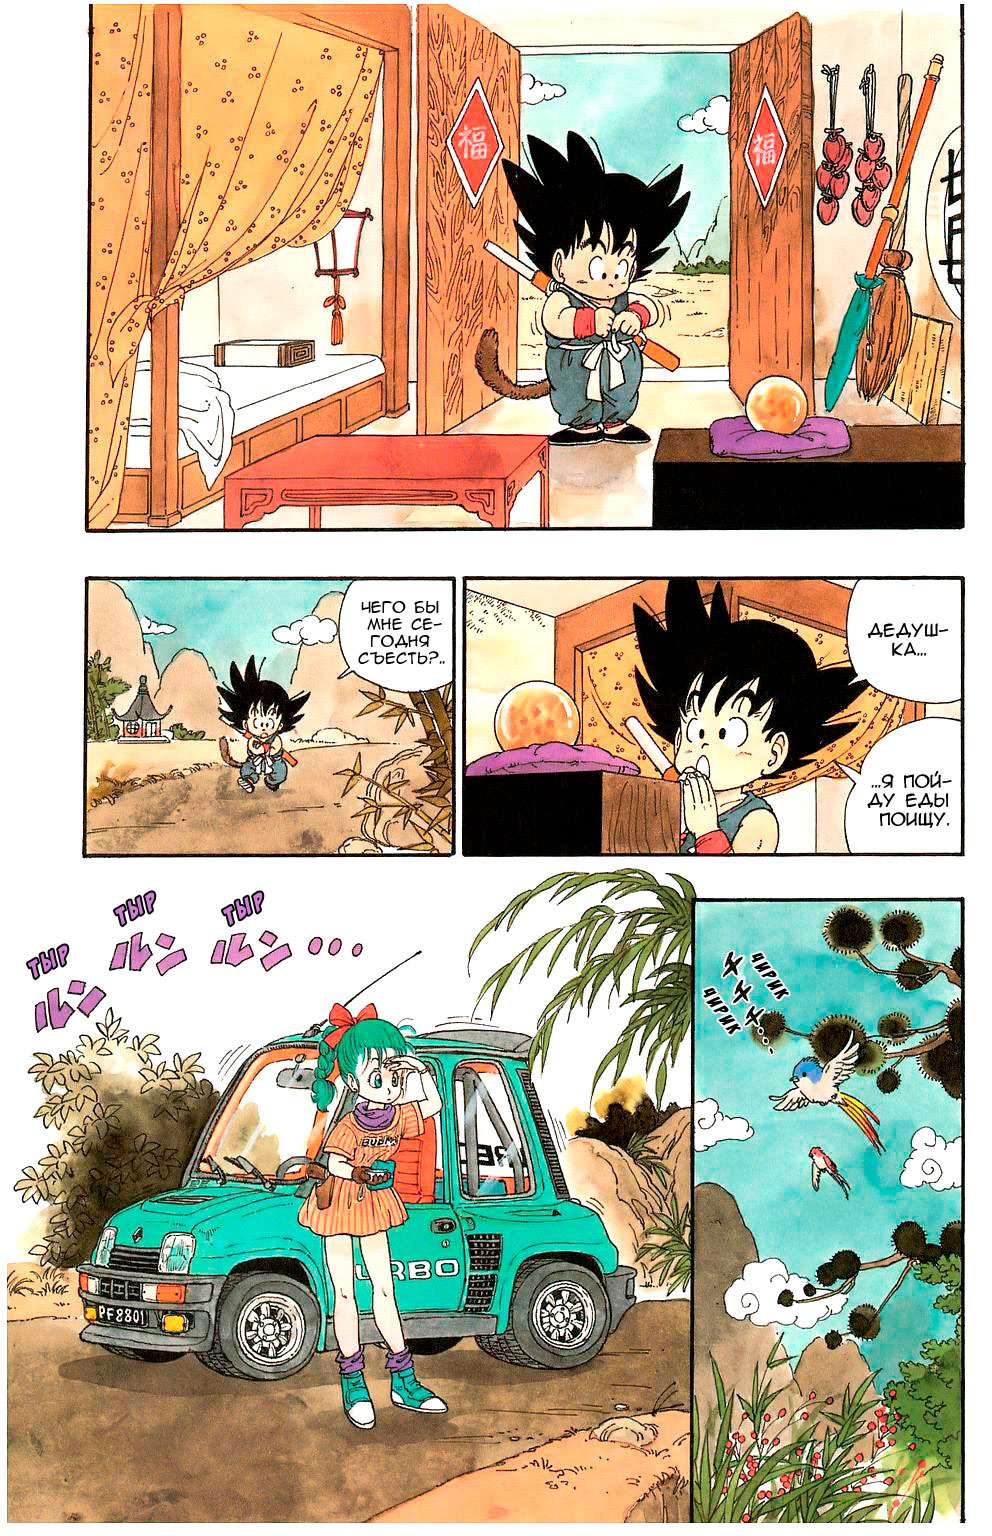 福
福
ДЕДУШ-
КА...
...Я ПОЙ-
ДУ ЕДЫ
ПОИЩУ.
ЧЕГО БЫ
МНЕ СЕ-
ГОДНЯ
СЪЕСТЬ?..
ЧИРИК
チチチ...
ЧИРИК
ТЫР
ТЫР
ТЫР
ルン ルン ルン...
BULMA
TURBO
PF8801